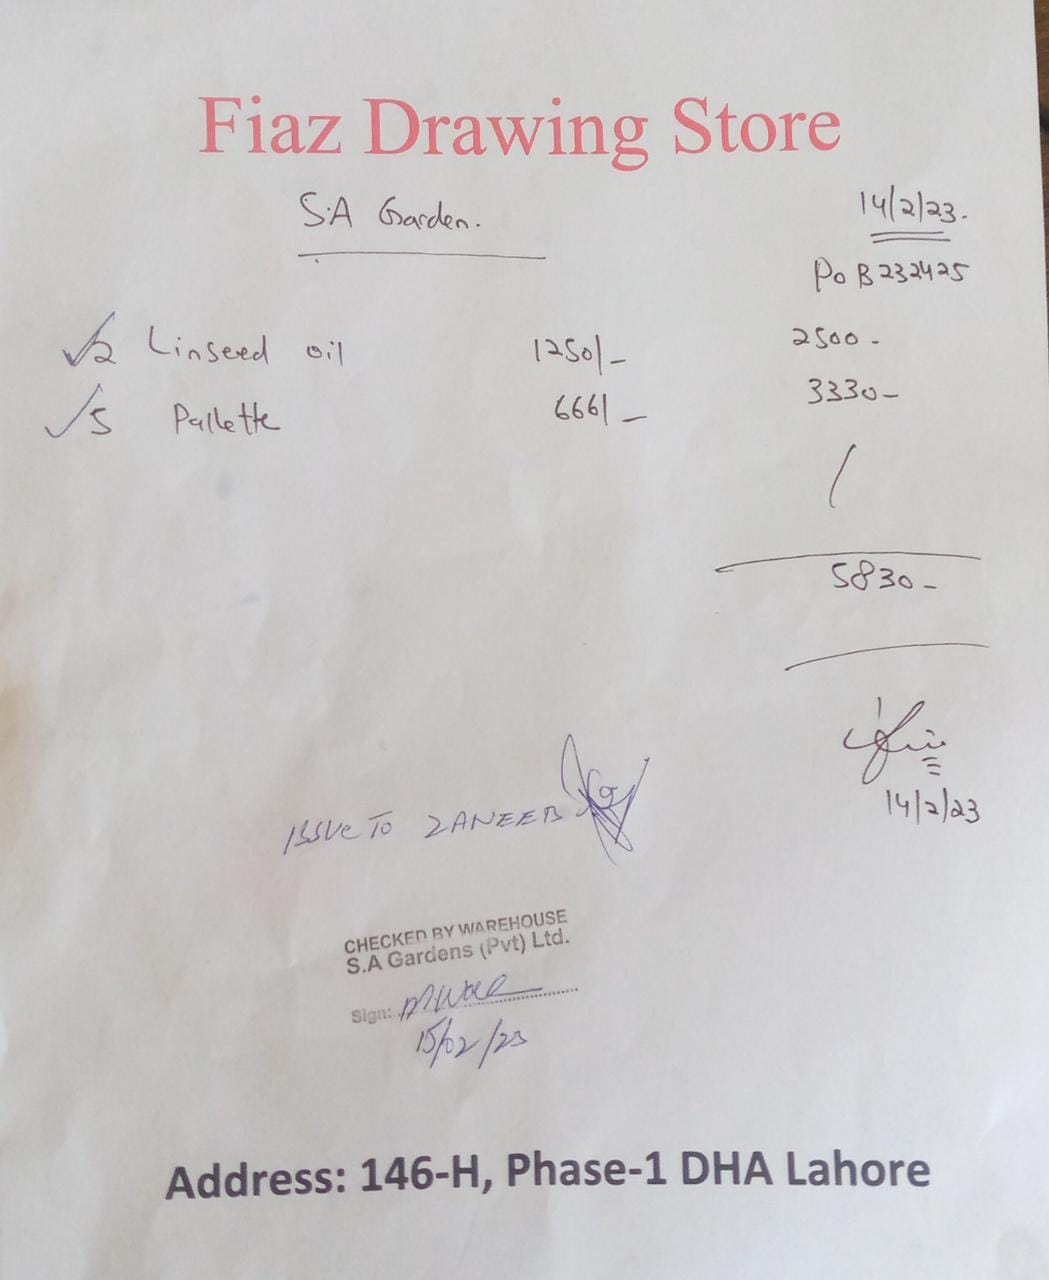 Fiaz Drawing Store
S.A Garden.
14/2/23.
Po B232425
2 Linseed oil 1250/- 2500-
5 Pallette 666/- 3330-
5830-
14/2/23
ISSUE TO ZANEEB
CHECKED BY WAREHOUSE
S.A Gardens (Pvt) Ltd.
Sign:
15/02/23
Address: 146-H, Phase-1 DHA Lahore